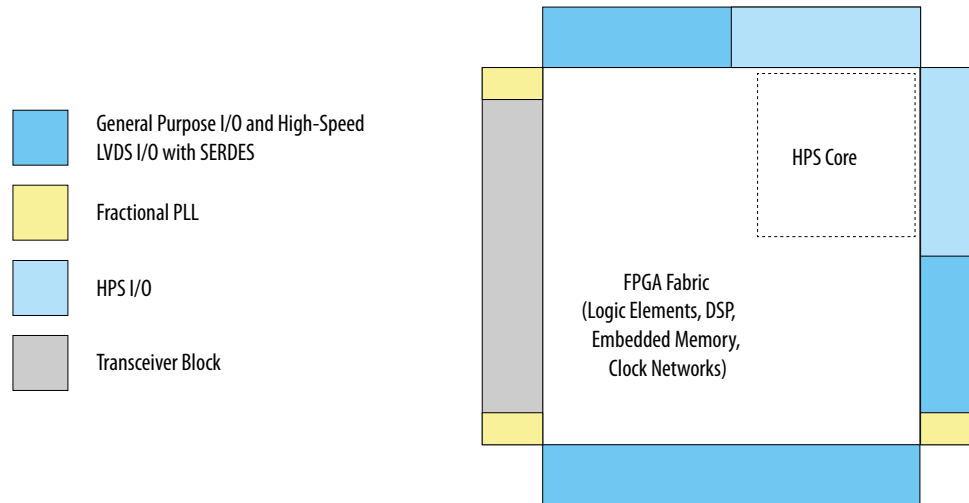 General Purpose I/O and High-Speed
LVDS I/O with SERDES
Fractional PLL
HPS I/O
Transceiver Block
HPS Core
FPGA Fabric
(Logic Elements, DSP,
Embedded Memory,
Clock Networks)